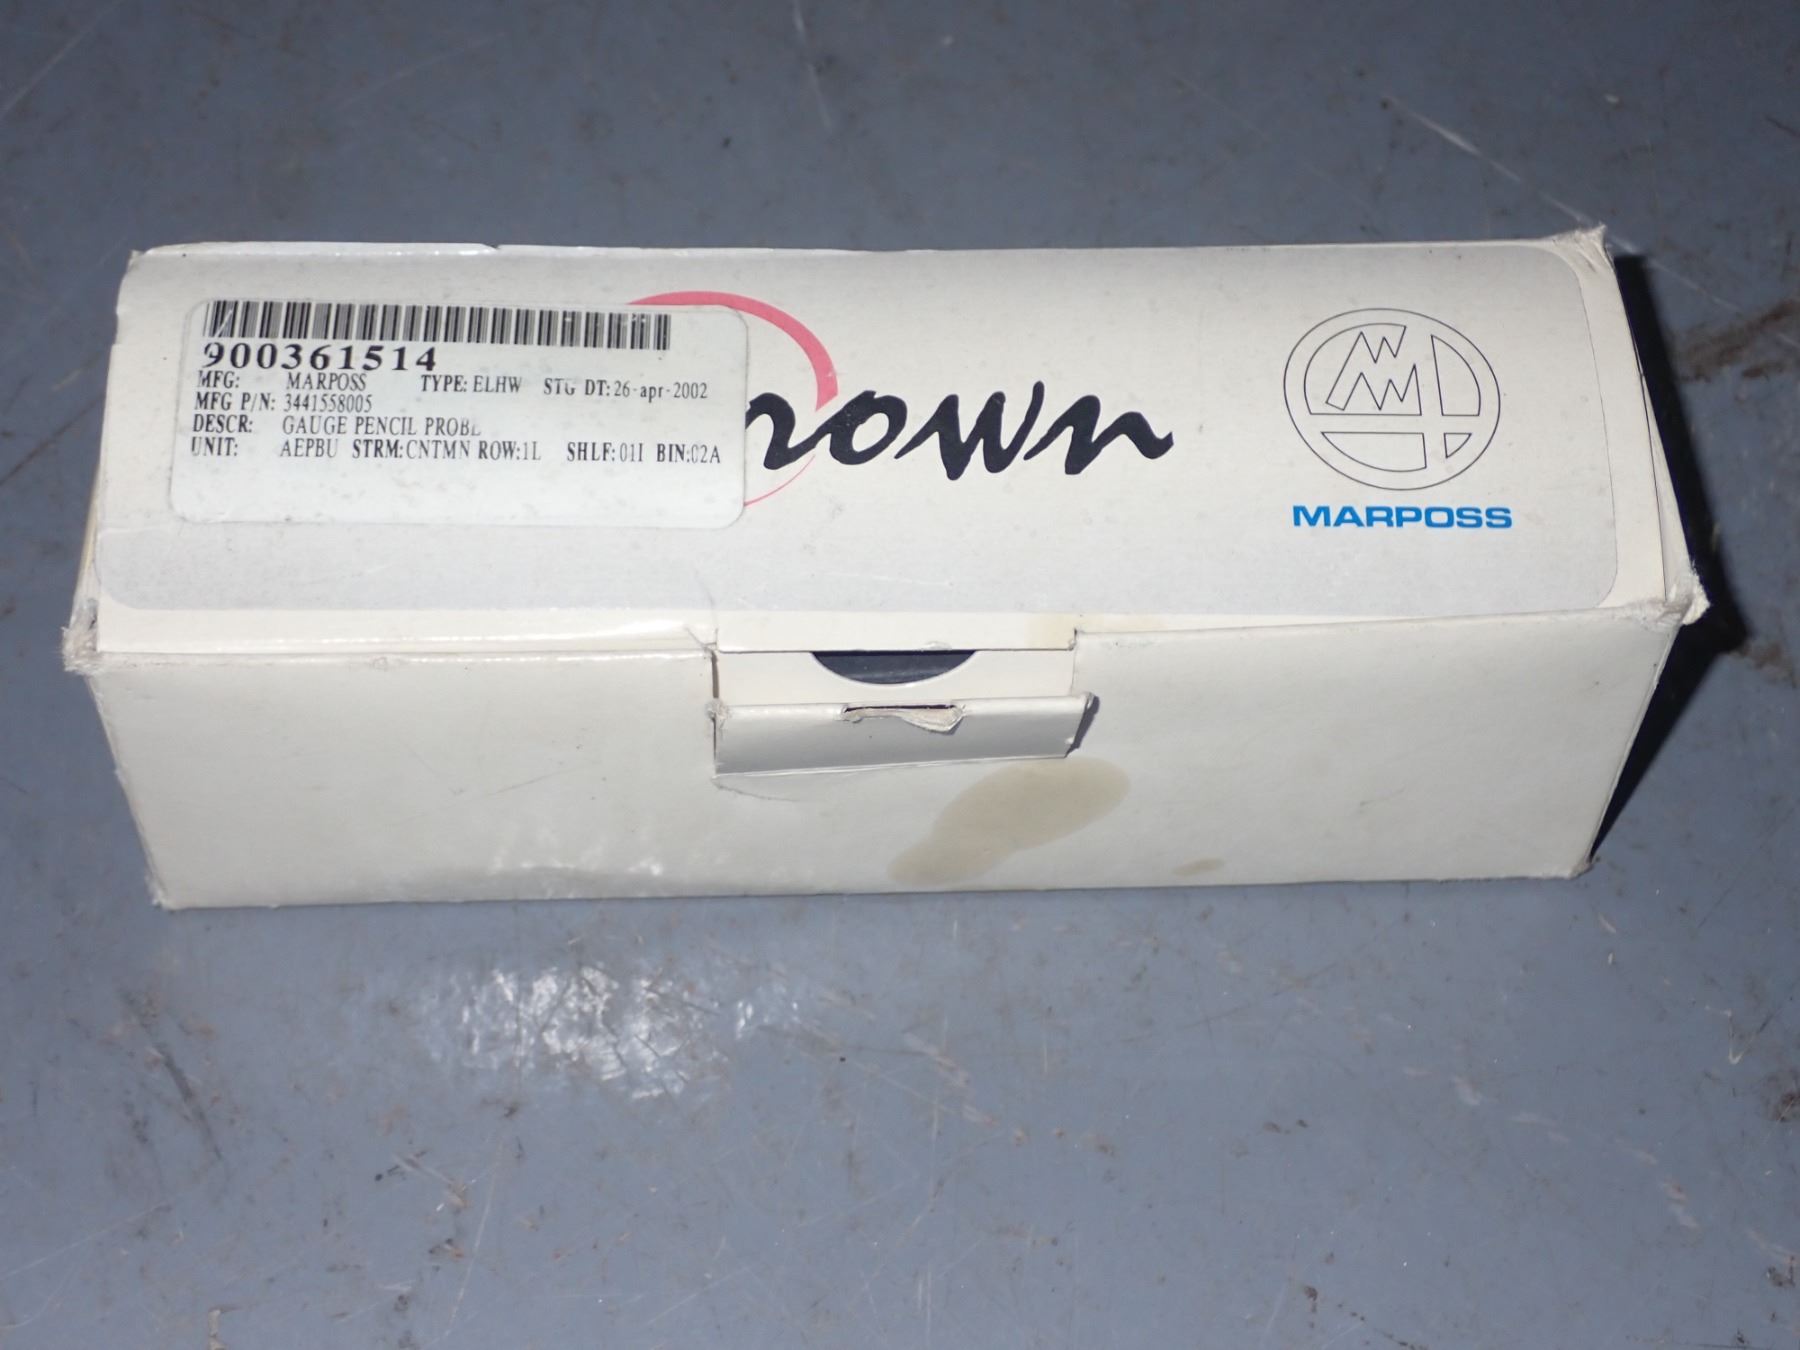 900361514
MFG: MARPOSS TYPE: ELHW STG DT: 26-apr-2002
MFG P/N: 3441558005
DESCR: GAUGE PENCIL PROBE
UNIT: AEPBU STRM:CNTMN ROW:1L SHLF:01I BIN:02A
rown
MARPOSS